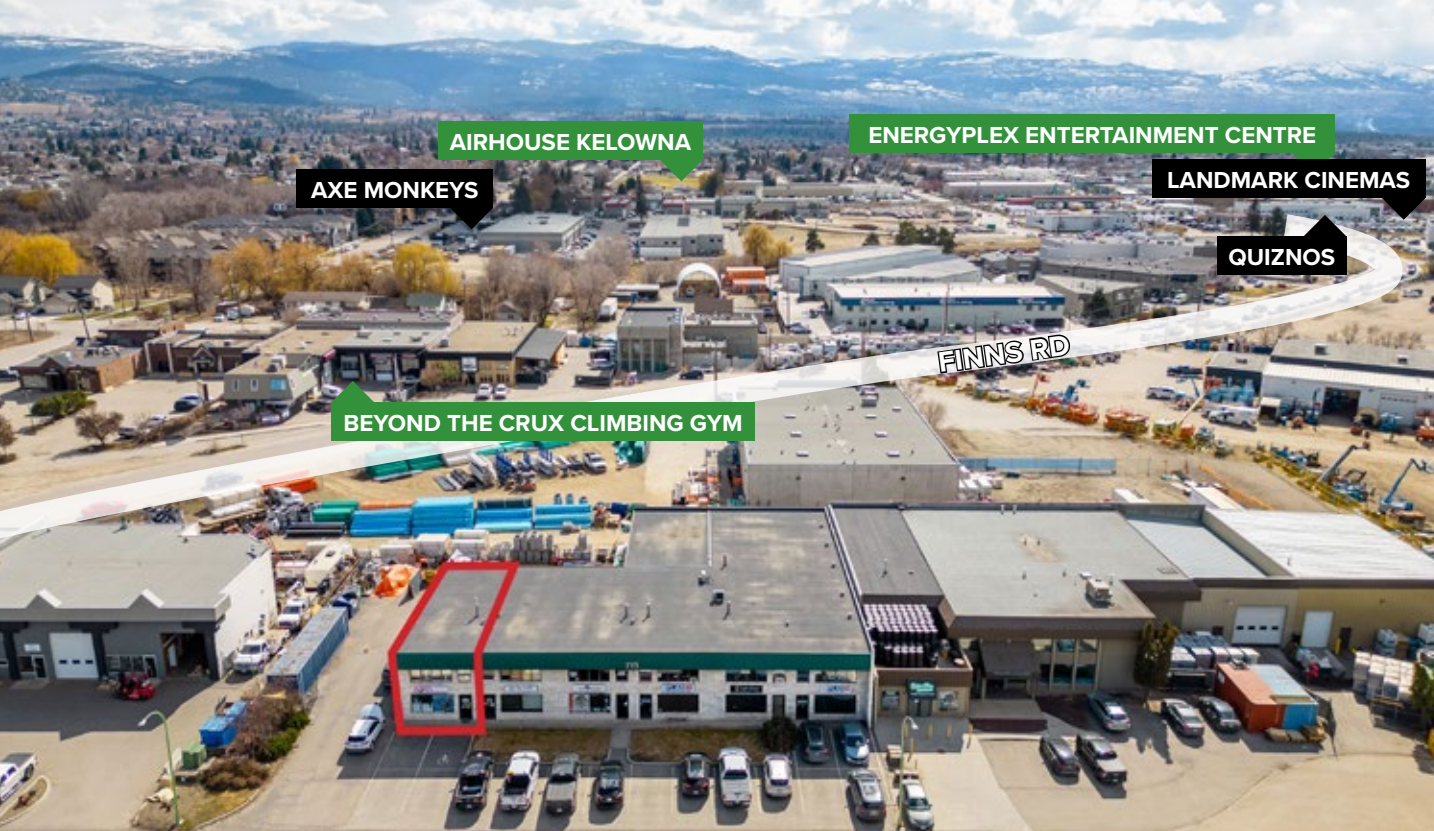 AIRHOUSE KELOWNA
ENERGYPLEX ENTERTAINMENT CENTRE
AXE MONKEYS
LANDMARK CINEMAS
QUIZNOS
FINNS RD
BEYOND THE CRUX CLIMBING GYM